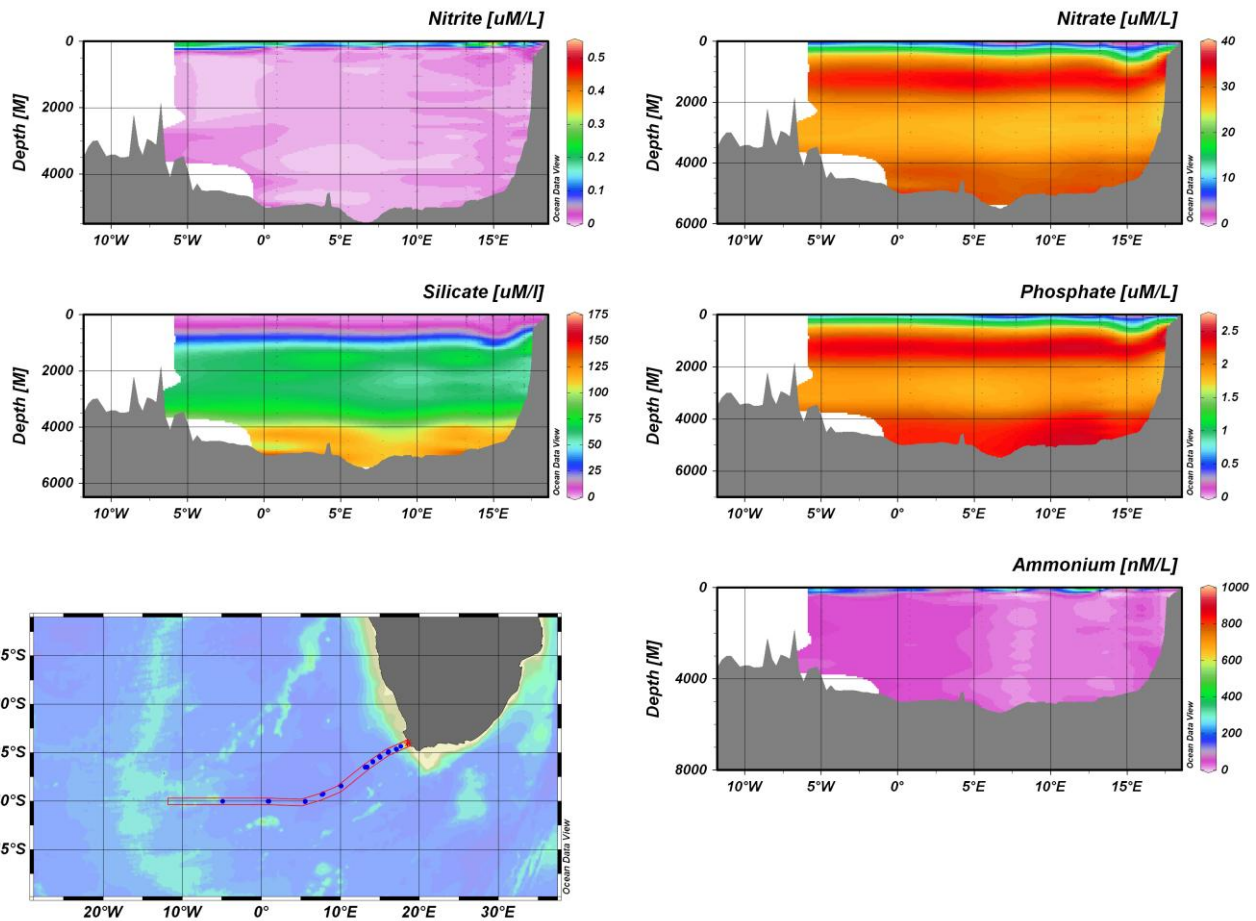 Nitrite [uM/L]
0
2000
4000
Depth [M]
10°W 5°W 0° 5°E 10°E 15°E
0.5
0.4
0.3
0.2
0.1
0
Ocean Data View
Nitrate [uM/L]
0
2000
4000
6000
Depth [M]
10°W 5°W 0° 5°E 10°E 15°E
40
30
20
10
0
Ocean Data View
Silicate [uM/l]
0
2000
4000
6000
Depth [M]
10°W 5°W 0° 5°E 10°E 15°E
175
150
125
100
75
50
25
0
Ocean Data View
Phosphate [uM/L]
0
2000
4000
6000
Depth [M]
10°W 5°W 0° 5°E 10°E 15°E
2.5
2
1.5
1
0.5
0
Ocean Data View
5°S
0°S
5°S
0°S
5°S
20°W 10°W 0° 10°E 20°E 30°E
Ocean Data View
Ammonium [nM/L]
0
2000
4000
6000
8000
Depth [M]
10°W 5°W 0° 5°E 10°E 15°E
1000
800
600
400
200
0
Ocean Data View